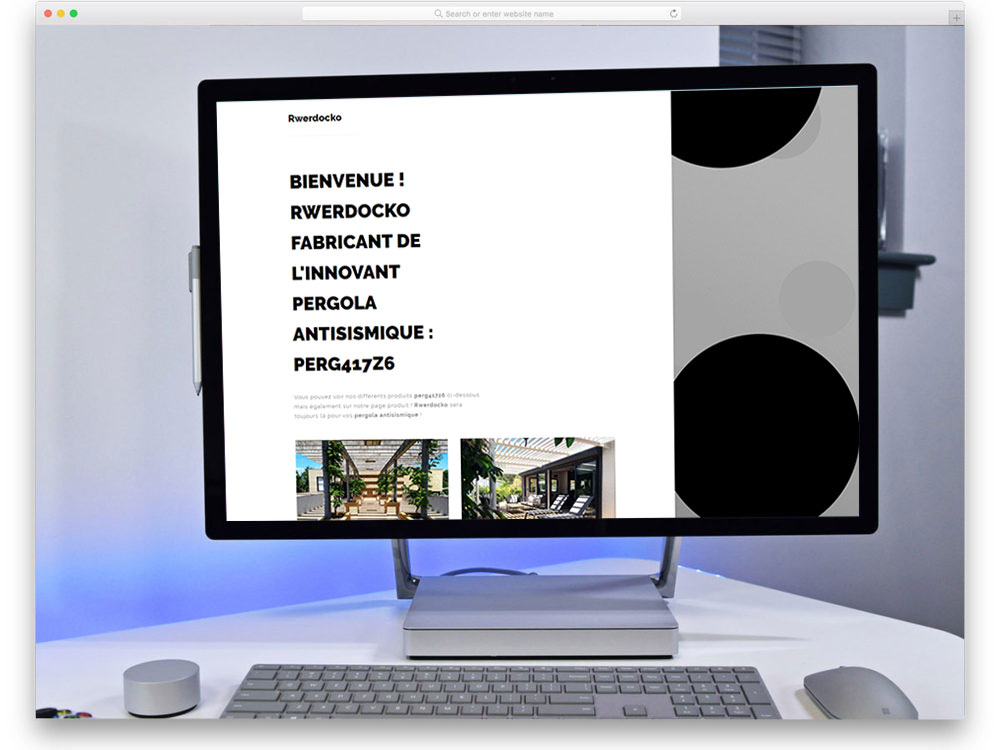 Search or enter website name
Rwerdocko
BIENVENUE !
RWERDOCKO
FABRICANT DE
L'INNOVANT
PERGOLA
ANTISISMIQUE :
PERG417Z6
Vous pouvez voir nos différents produits perg417z6 ci-dessous
mais également sur notre page produit ! Rwerdocko sera
toujours là pour vos pergola antisismique !